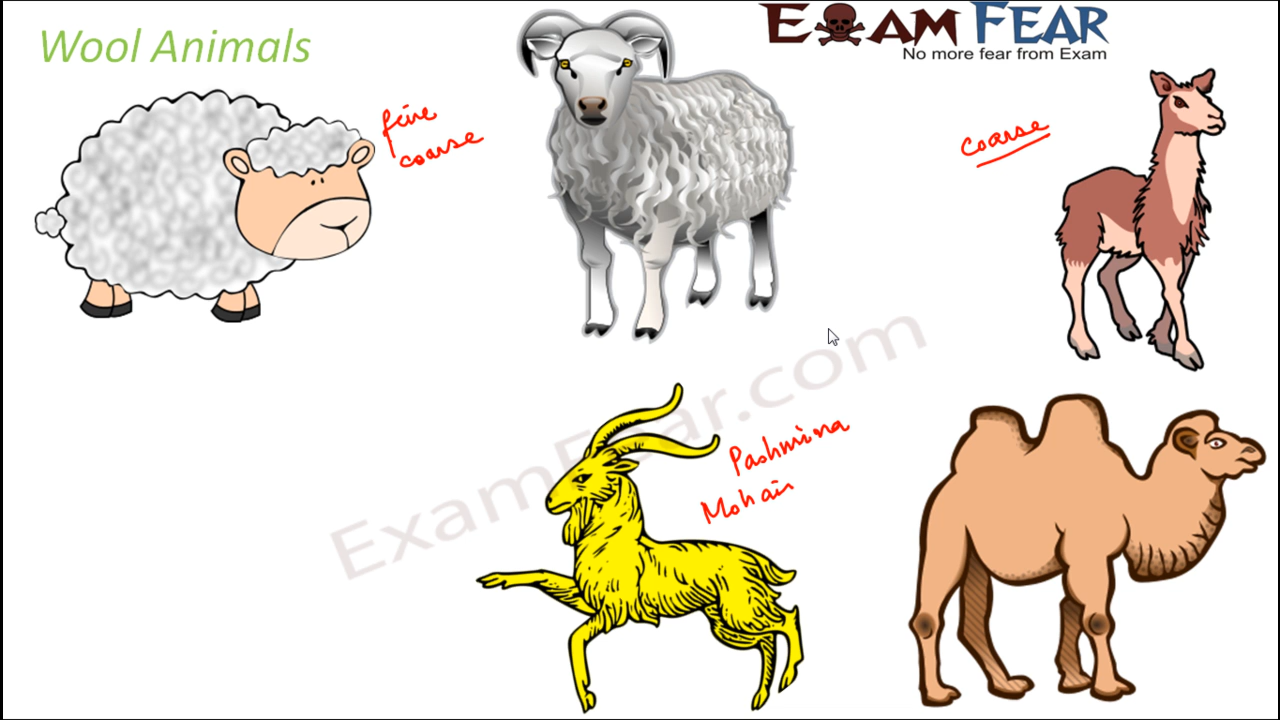 Wool Animals
EXAM FEAR
No more fear from Exam
fine
coarse
coarse
ExamFear.com
Pashmina
Mohair